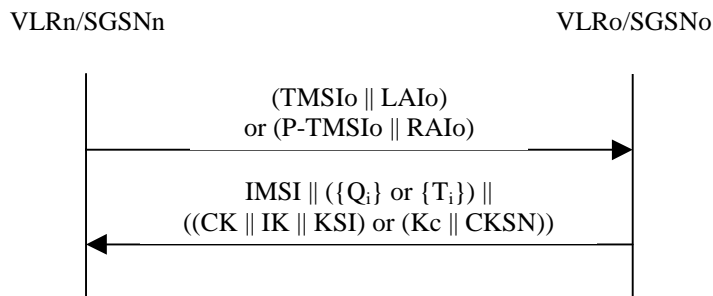 VLRn/SGSNn
VLRo/SGSNo
(TMSIo || LAIo)
or (P-TMSIo || RAIo)
IMSI || ({Qi} or {Ti}) ||
((CK || IK || KSI) or (Kc || CKSN))